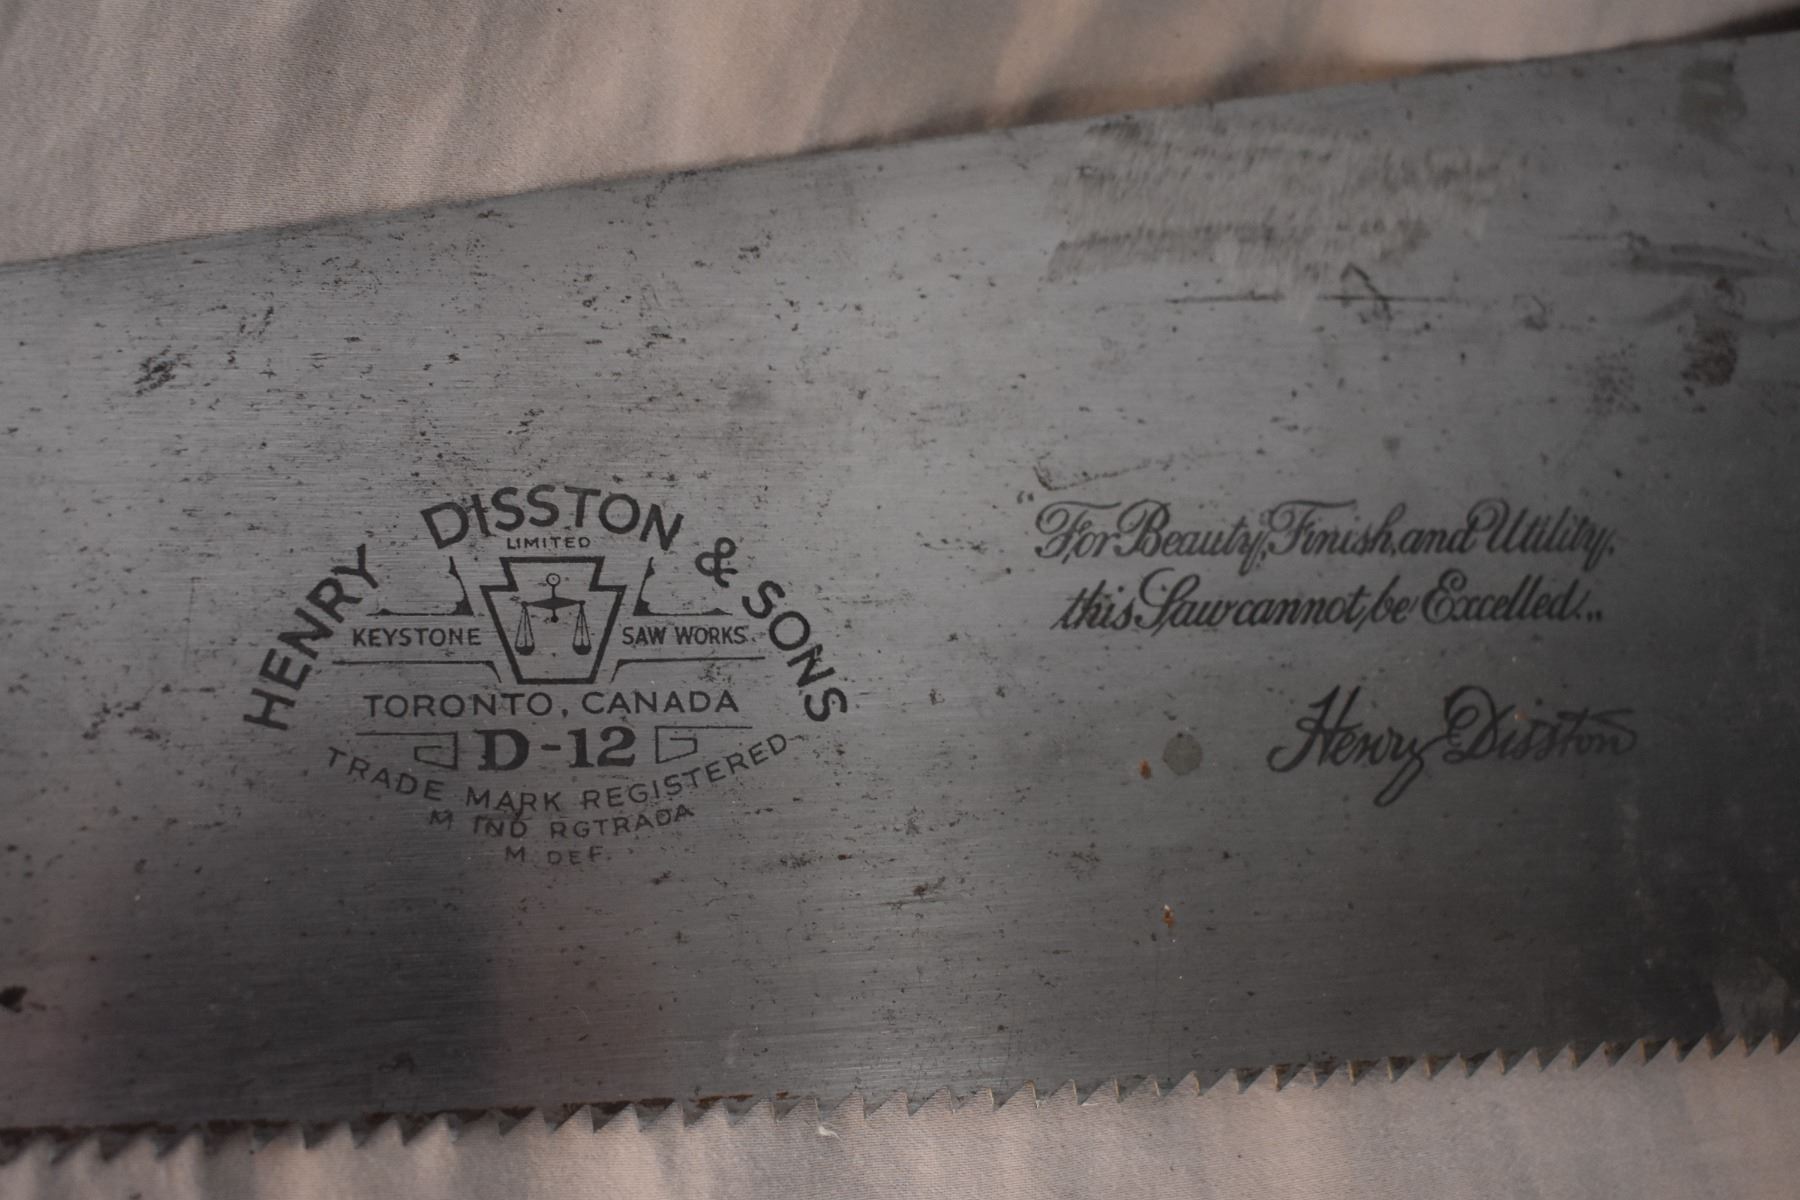 HENRY DISSTON & SONS
LIMITED
KEYSTONE SAW WORKS
TORONTO, CANADA
D-12
TRADE MARK REGISTERED
M IND RGTRADA
M DEF.
"For Beauty, Finish, and Utility,
this Saw cannot be Excelled."
Henry Disston